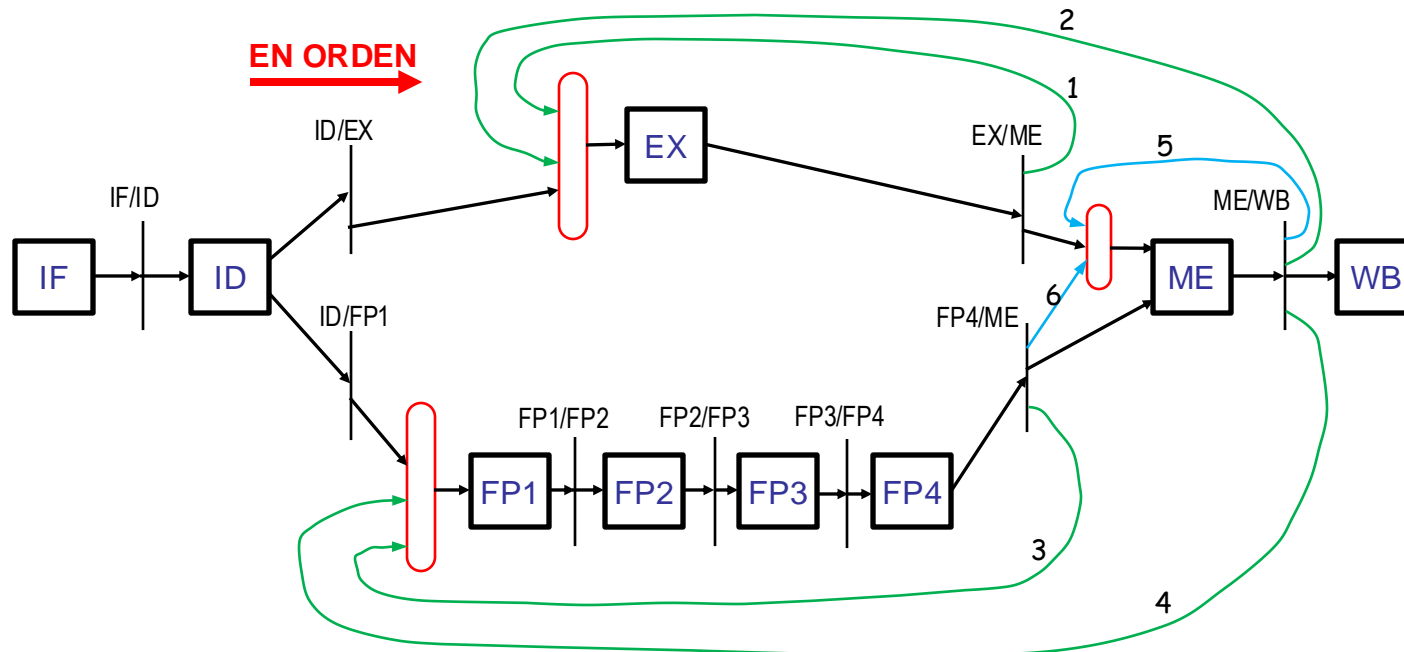 2
EN ORDEN
1
ID/EX
EX
EX/ME
5
IF/ID
ME/WB
IF
ID
ME
WB
6
ID/FP1
FP4/ME
FP1/FP2
FP2/FP3
FP3/FP4
FP1
FP2
FP3
FP4
3
4